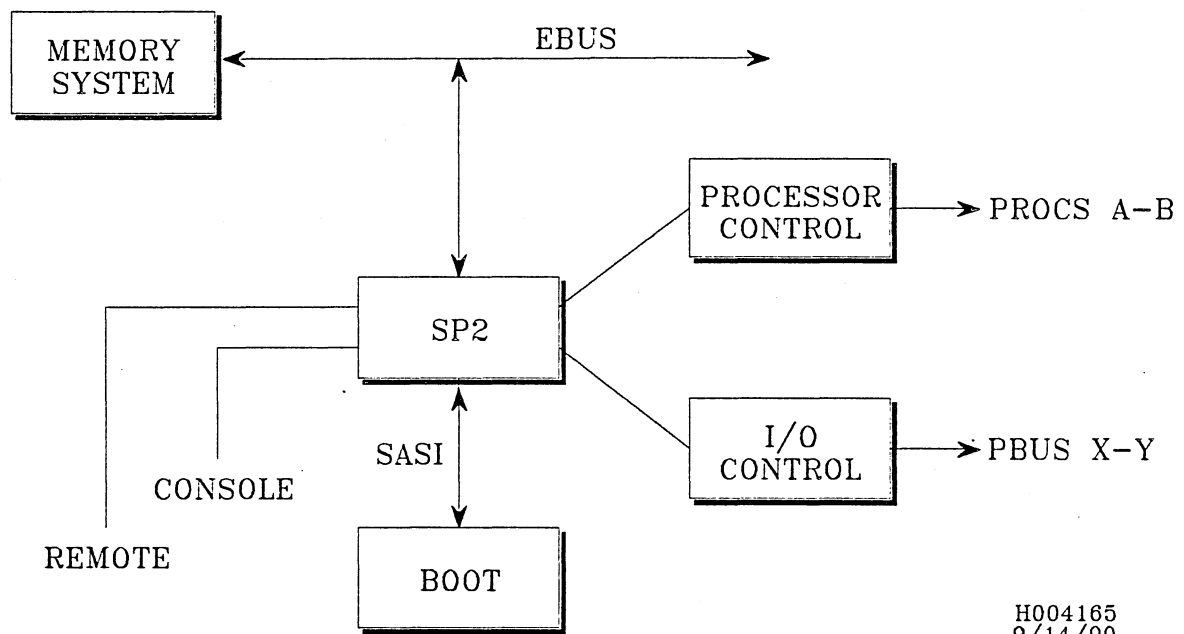 MEMORY
SYSTEM
EBUS
PROCESSOR
CONTROL
PROCS A-B
SP2
I/O
CONTROL
PBUS X-Y
SASI
CONSOLE
REMOTE
BOOT
H004165